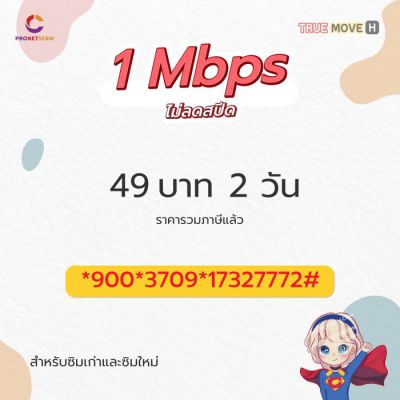 PRONETSERM
TRUE MOVE H
1 Mbps
ไม่ลดสปีด
49 บาท 2 วัน
ราคารวมภาษีแล้ว
*900*3709*17327772#
สำหรับซิมเก่าและซิมใหม่